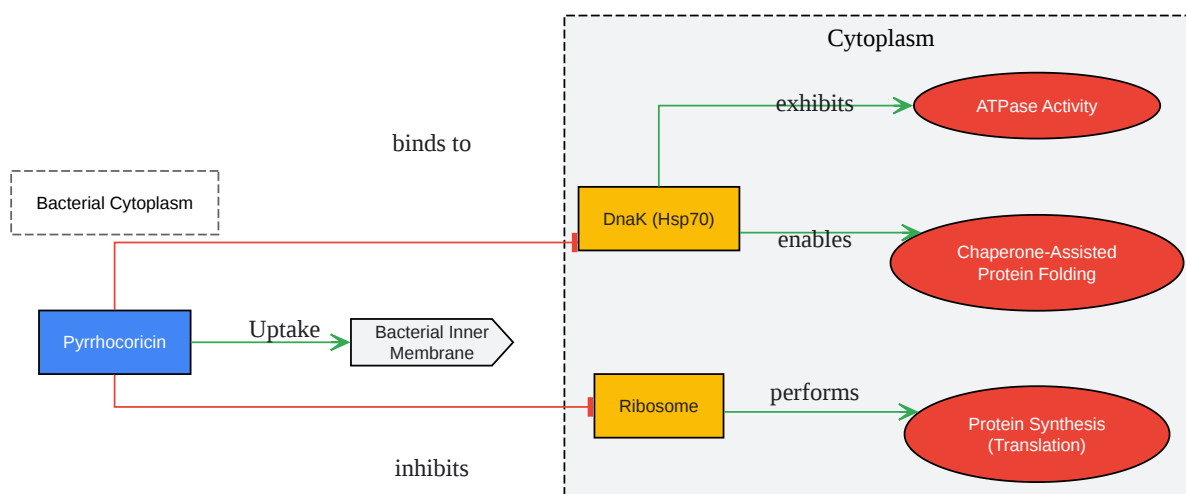 Cytoplasm
exhibits
ATPase Activity
binds to
Bacterial Cytoplasm
DnaK (Hsp70)
enables
Chaperone-Assisted
Protein Folding
Pyrrhocoricin
Uptake
Bacterial Inner
Membrane
Ribosome
performs
Protein Synthesis
(Translation)
inhibits